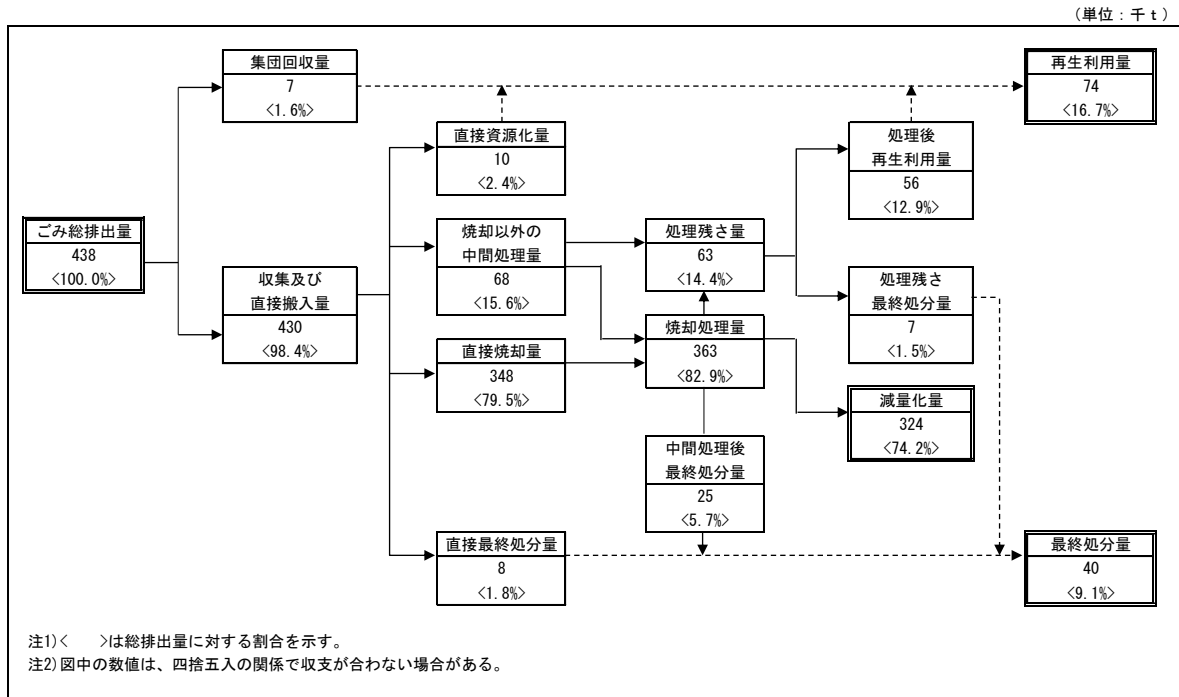 (単位:千t)
集団回収量
7
<1.6%>
再生利用量
74
<16.7%>
直接資源化量
10
<2.4%>
処理後
再生利用量
56
<12.9%>
ごみ総排出量
438
<100.0%>
焼却以外の
中間処理量
68
<15.6%>
処理残さ量
63
<14.4%>
収集及び
直接搬入量
430
<98.4%>
処理残さ
最終処分量
7
<1.5%>
直接焼却量
348
<79.5%>
焼却処理量
363
<82.9%>
減量化量
324
<74.2%>
中間処理後
最終処分量
25
<5.7%>
直接最終処分量
8
<1.8%>
最終処分量
40
<9.1%>
注1)< >は総排出量に対する割合を示す。
注2)図中の数値は、四捨五入の関係で収支が合わない場合がある。